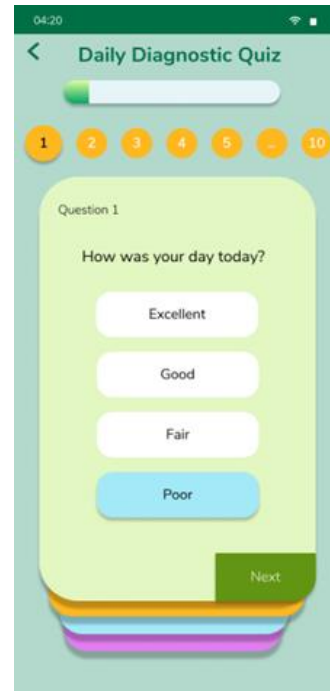 04:20
Daily Diagnostic Quiz
1 2 3 4 5 ... 10
Question 1
How was your day today?
Excellent
Good
Fair
Poor
Next